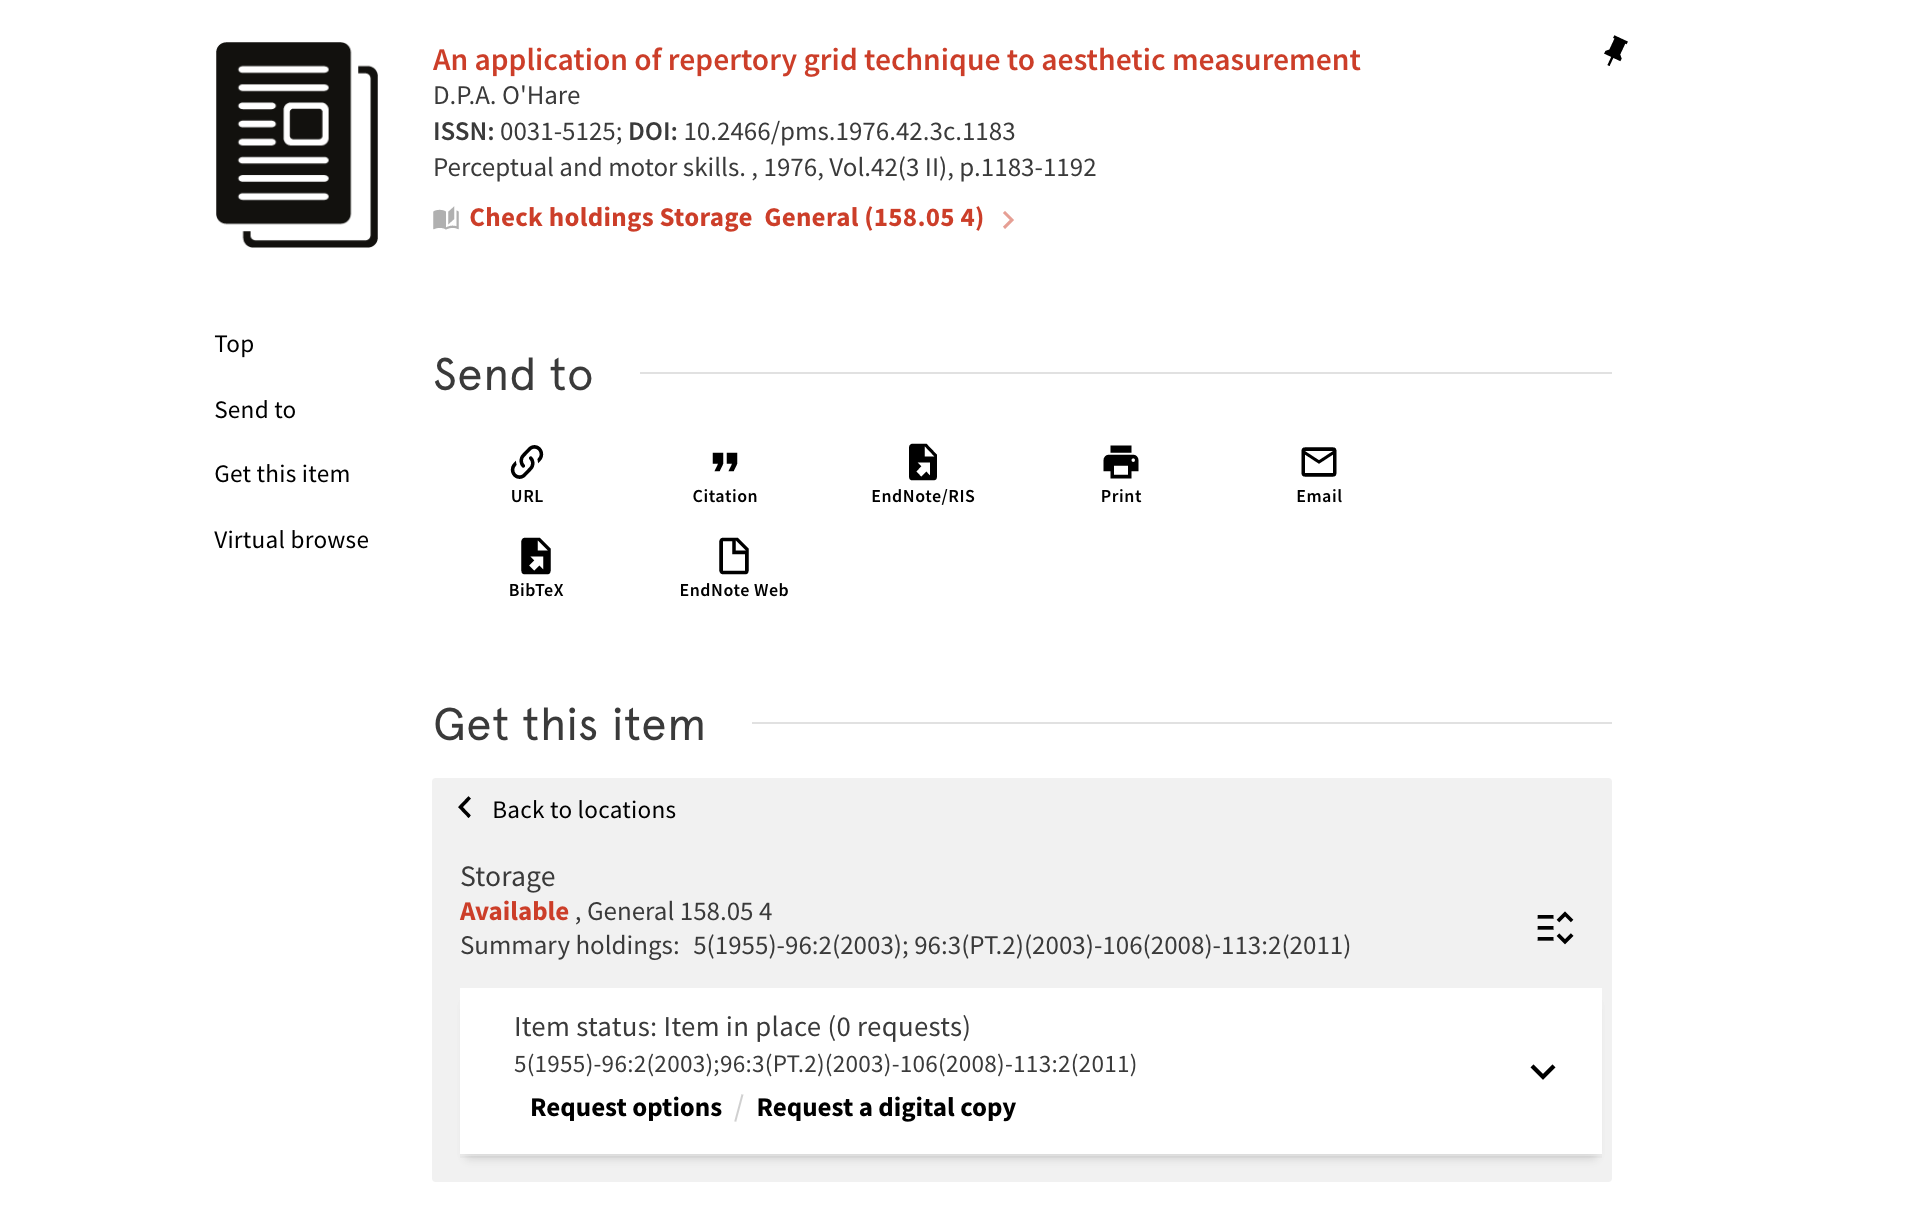 An application of repertory grid technique to aesthetic measurement
D.P.A. O'Hare
ISSN: 0031-5125; DOI: 10.2466/pms.1976.42.3c.1183
Perceptual and motor skills. , 1976, Vol.42(3 II), p.1183-1192
Check holdings Storage General (158.05 4)
Top
Send to
Get this item
Virtual browse
Send to
URL
Citation
EndNote/RIS
Print
Email
BibTeX
EndNote Web
Get this item
Back to locations
Storage
Available , General 158.05 4
Summary holdings: 5(1955)-96:2(2003); 96:3(PT.2)(2003)-106(2008)-113:2(2011)
Item status: Item in place (0 requests)
5(1955)-96:2(2003);96:3(PT.2)(2003)-106(2008)-113:2(2011)
Request options / Request a digital copy